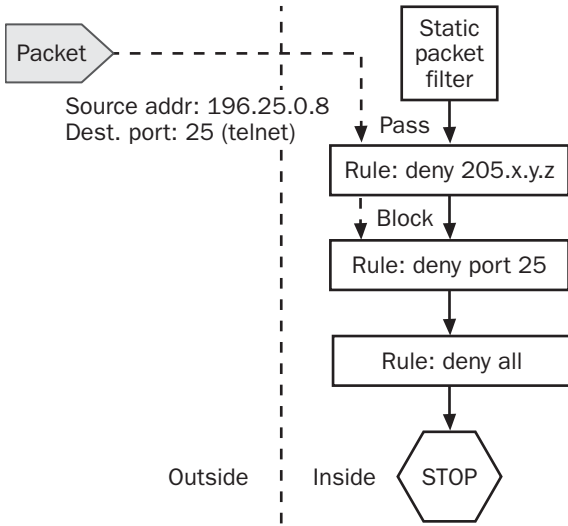 Packet
Static
packet
filter
Source addr: 196.25.0.8
Dest. port: 25 (telnet)
Pass
Rule: deny 205.x.y.z
Block
Rule: deny port 25
Rule: deny all
Outside
Inside
STOP